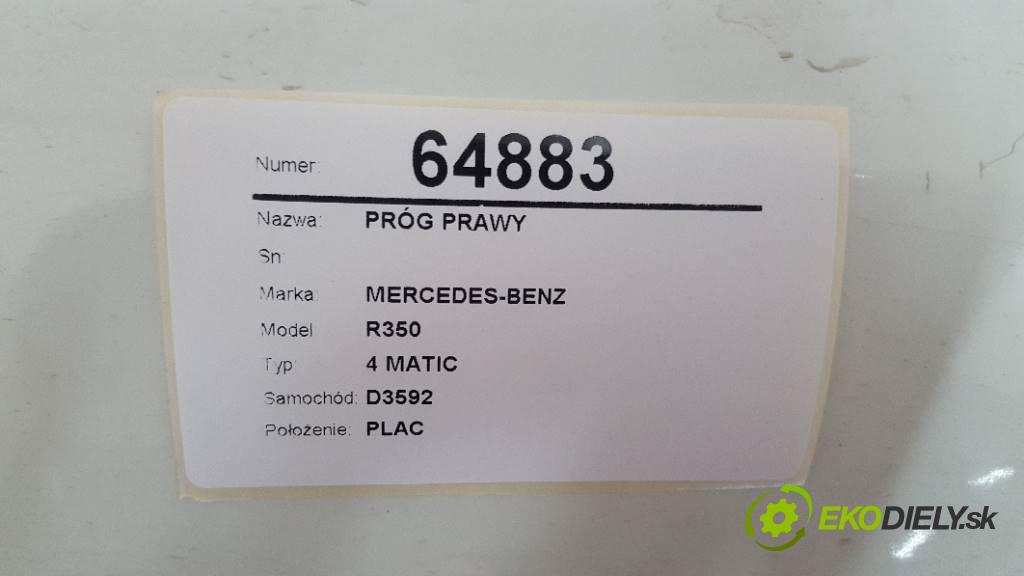 Numer: 64883
Nazwa: PRÓG PRAWY
Sn:
Marka: MERCEDES-BENZ
Model R350
Typ: 4 MATIC
Samochód: D3592
Położenie: PLAC
EKODIELY.sk